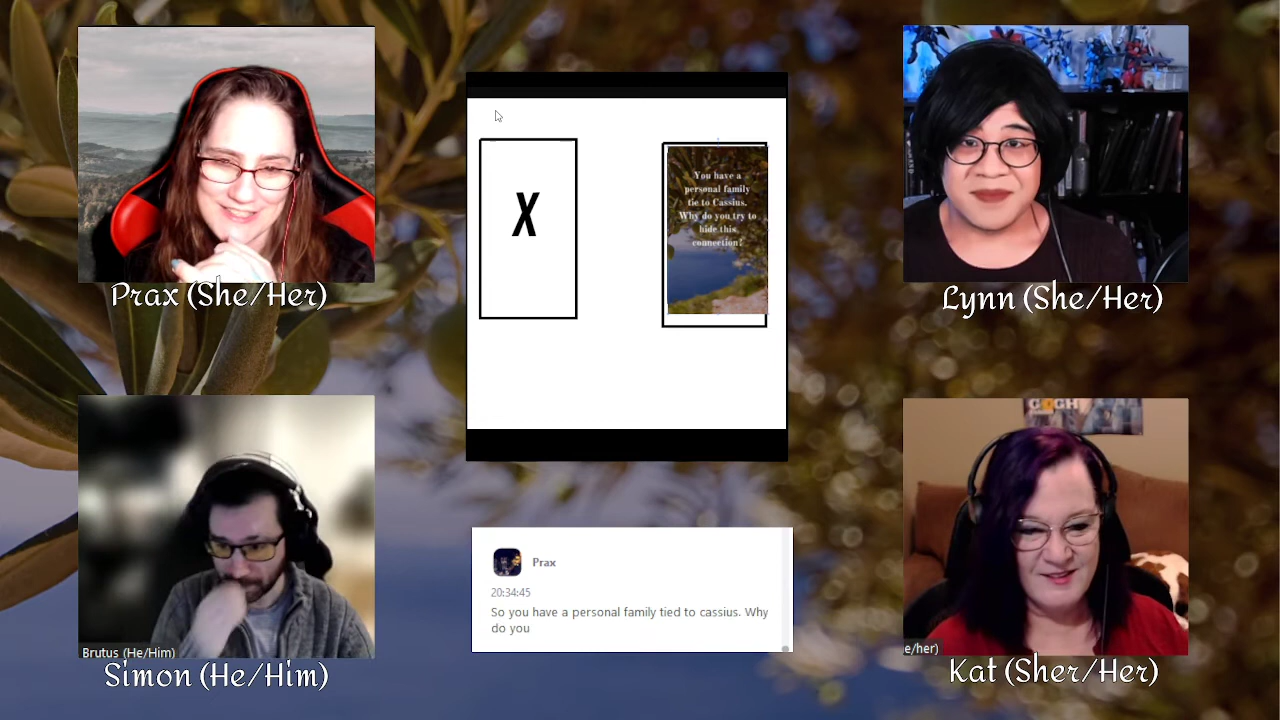 Prax (She/Her)
X
You have a
personal family
tie to Cassius.
Why do you try to
hide this
connection?
Lynn (She/Her)
Brutus (He/Him)
Simon (He/Him)
Prax
20:34:45
So you have a personal family tied to cassius. Why
do you
GOGH
e/her)
Kat (Sher/Her)